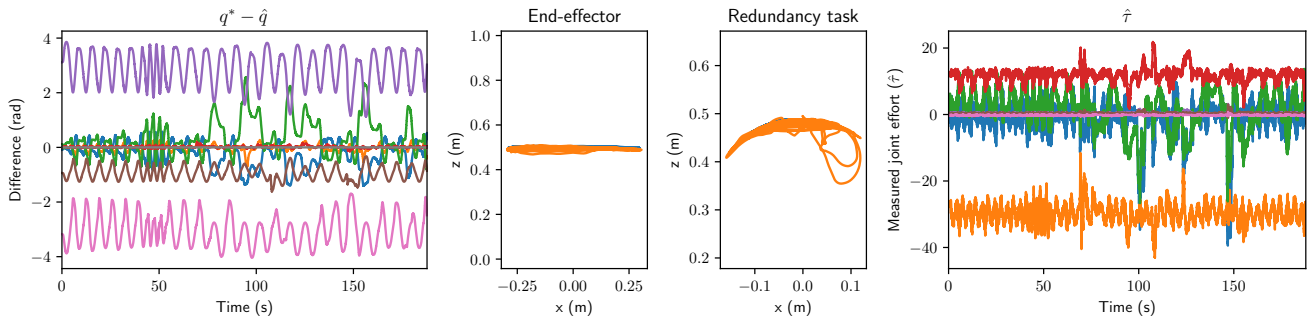 q* − q̂
Difference (rad)
4
2
0
−2
−4
0
50
100
150
Time (s)
End-effector
z (m)
1.0
0.8
0.6
0.4
0.2
0.0
−0.25
0.00
0.25
x (m)
Redundancy task
z (m)
0.6
0.5
0.4
0.3
0.2
−0.1
0.0
0.1
x (m)
τ̂
Measured joint effort (τ̂)
20
0
−20
−40
0
50
100
150
Time (s)